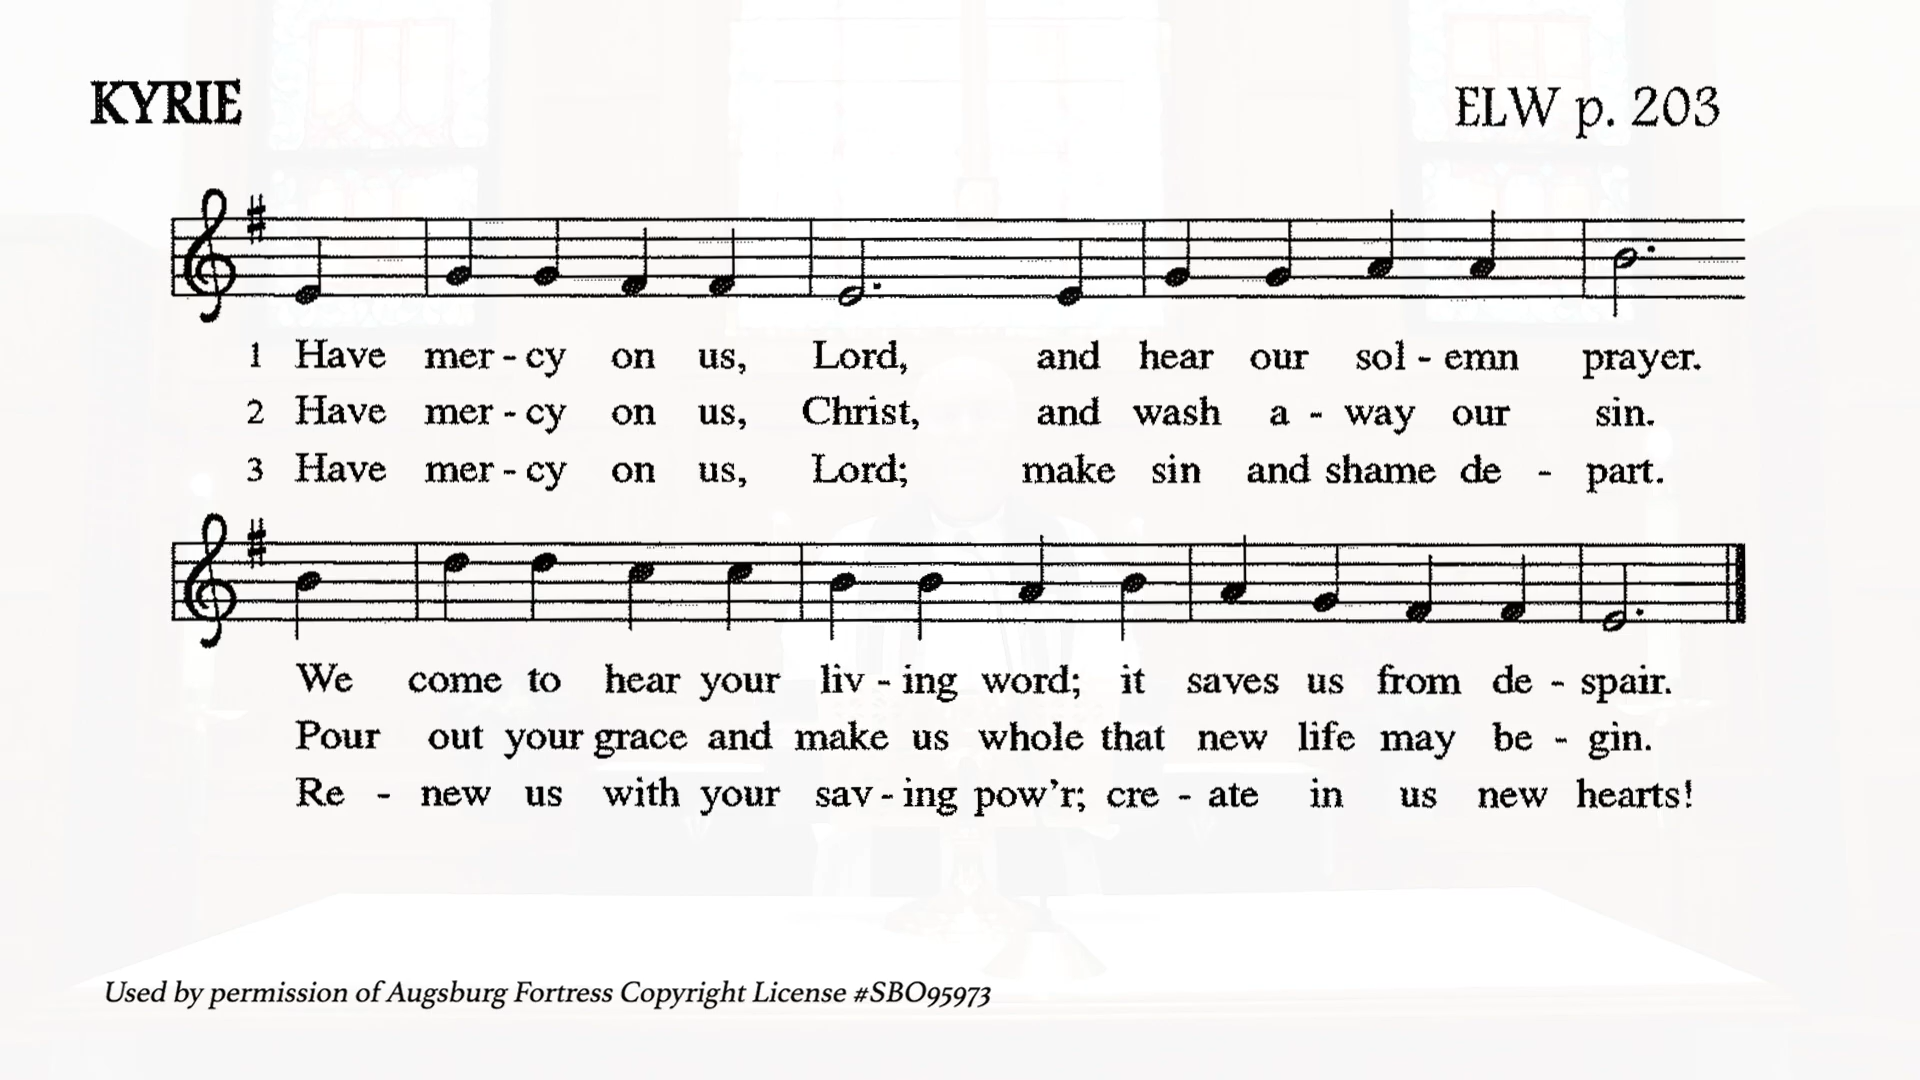 KYRIE
ELW p. 203
1 Have mer - cy on us, Lord, and hear our sol - emn prayer.
2 Have mer - cy on us, Christ, and wash a - way our sin.
3 Have mer - cy on us, Lord; make sin and shame de - part.
We come to hear your liv - ing word; it saves us from de - spair.
Pour out your grace and make us whole that new life may be - gin.
Re - new us with your sav - ing pow'r; cre - ate in us new hearts!
Used by permission of Augsburg Fortress Copyright License #SBO95973